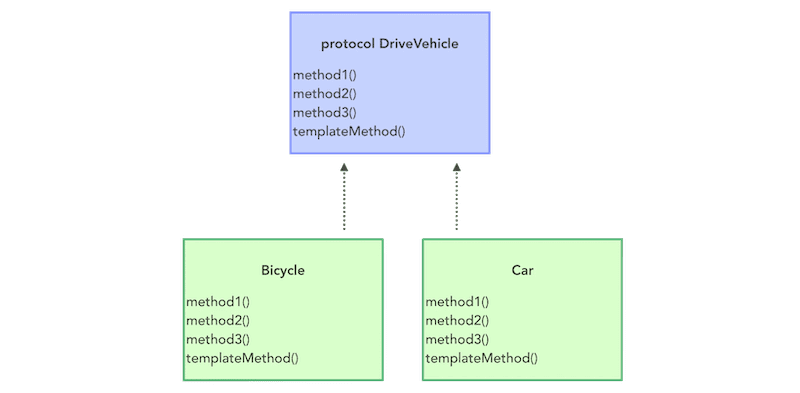 protocol DriveVehicle
method1()
method2()
method3()
templateMethod()
Bicycle
method1()
method2()
method3()
templateMethod()
Car
method1()
method2()
method3()
templateMethod()